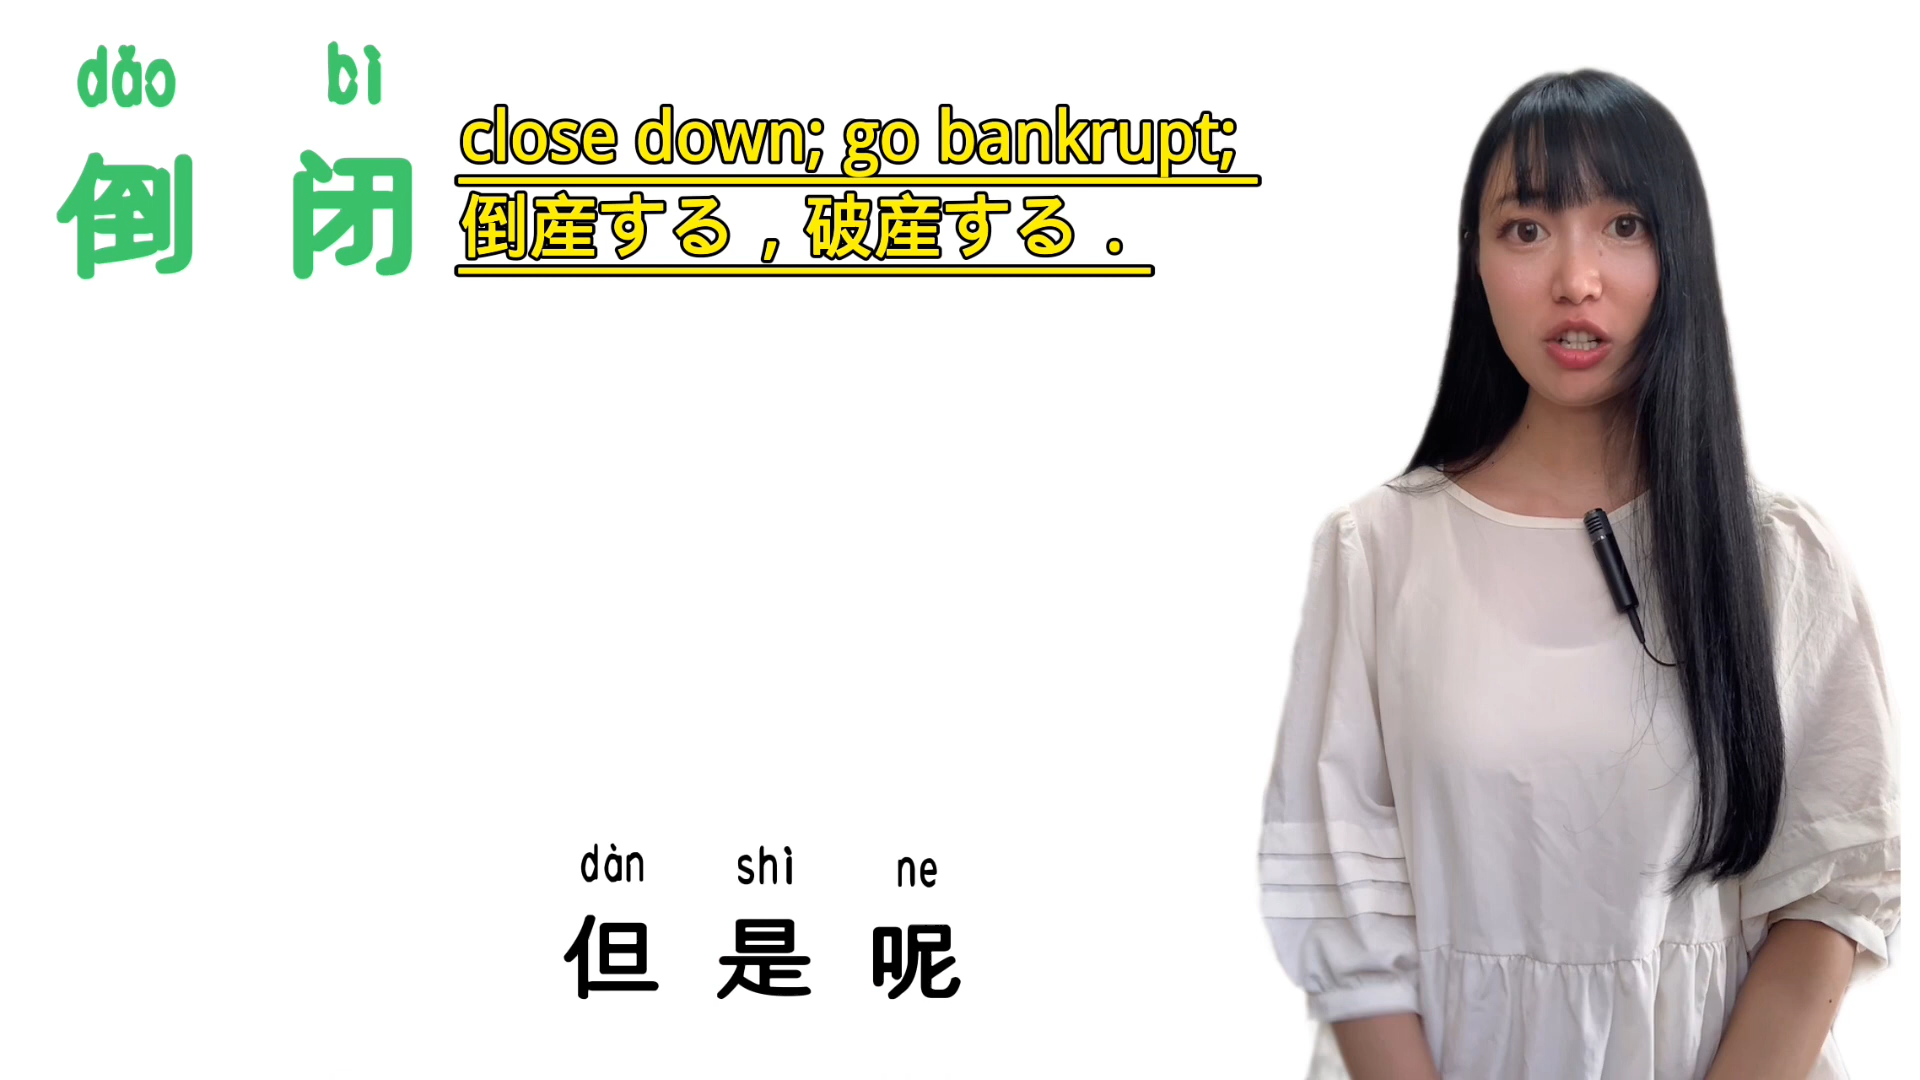 dǎo bì
倒 闭
close down; go bankrupt;
倒産する , 破産する .
dàn shì ne
但 是 呢